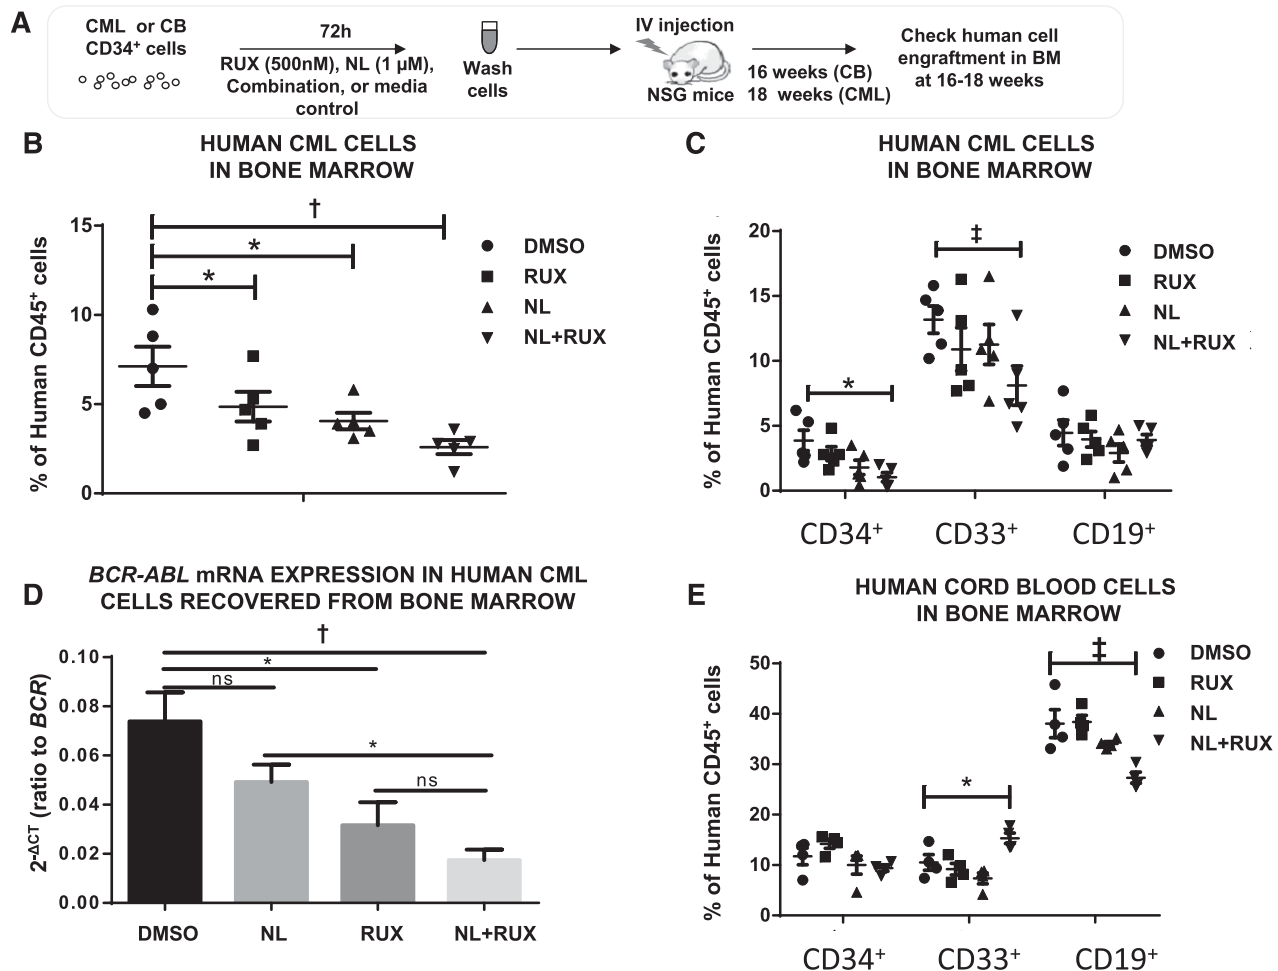 A
CML or CB
CD34+ cells
72h
RUX (500nM), NL (1 µM),
Combination, or media
control
Wash
cells
IV injection
NSG mice
16 weeks (CB)
18 weeks (CML)
Check human cell
engraftment in BM
at 16-18 weeks
B
HUMAN CML CELLS
IN BONE MARROW
% of Human CD45+ cells
15
10
5
0
†
*
*
DMSO
RUX
NL
NL+RUX
C
HUMAN CML CELLS
IN BONE MARROW
% of Human CD45+ cells
20
15
10
5
0
*
‡
DMSO
RUX
NL
NL+RUX
CD34+
CD33+
CD19+
D
BCR-ABL mRNA EXPRESSION IN HUMAN CML
CELLS RECOVERED FROM BONE MARROW
2-ΔCT (ratio to BCR)
0.10
0.08
0.06
0.04
0.02
0.00
†
*
ns
*
ns
DMSO
NL
RUX
NL+RUX
E
HUMAN CORD BLOOD CELLS
IN BONE MARROW
% of Human CD45+ cells
50
40
30
20
10
0
*
‡
DMSO
RUX
NL
NL+RUX
CD34+
CD33+
CD19+